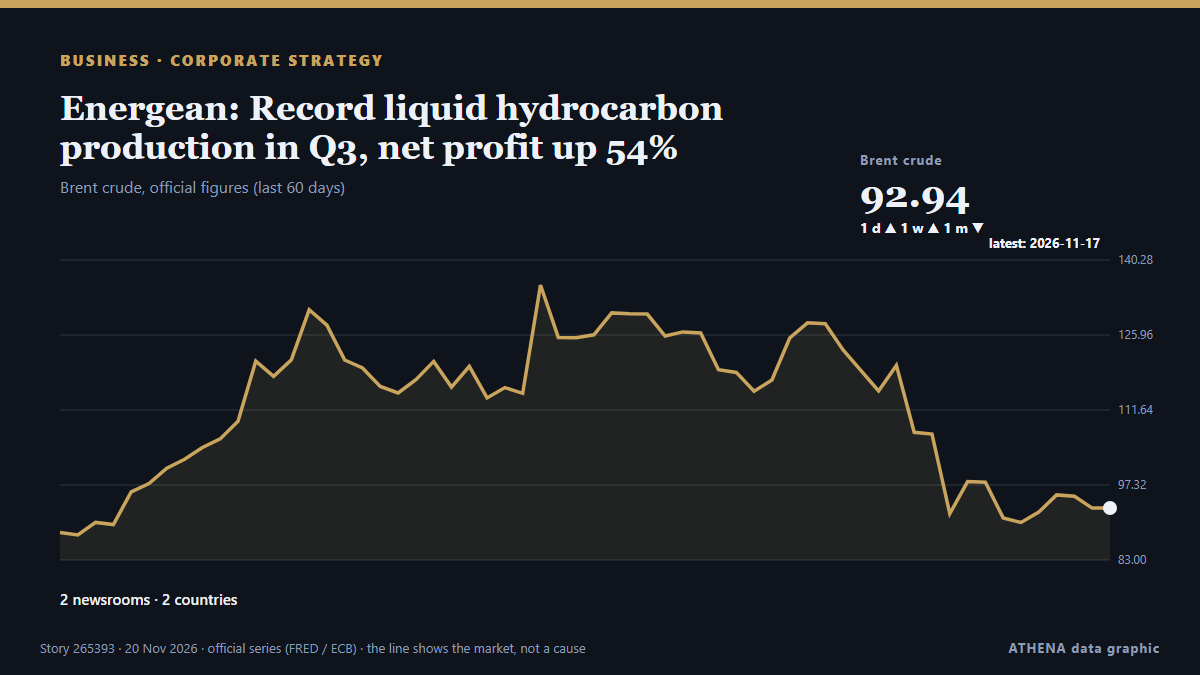 BUSINESS · CORPORATE STRATEGY
Energean: Record liquid hydrocarbon
production in Q3, net profit up 54%
Brent crude, official figures (last 60 days)
Brent crude
92.94
1 d ▲ 1 w ▲ 1 m ▼
latest: 2026-11-17
140.28
125.96
111.64
97.32
83.00
2 newsrooms · 2 countries
Story 265393 · 20 Nov 2026 · official series (FRED / ECB) · the line shows the market, not a cause
ATHENA data graphic